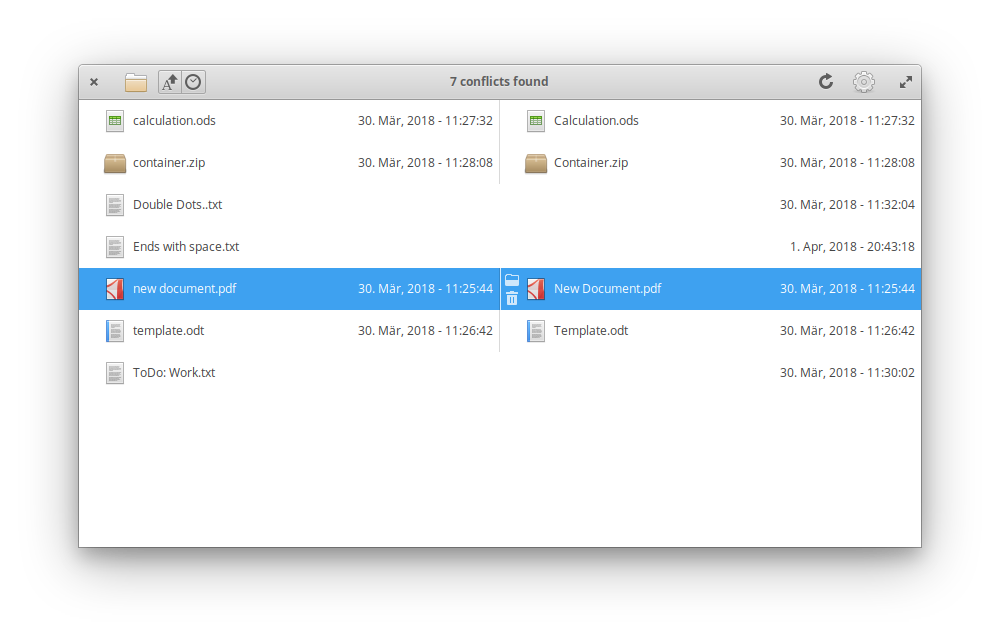 7 conflicts found
calculation.ods 30. Mär, 2018 - 11:27:32 Calculation.ods 30. Mär, 2018 - 11:27:32
container.zip 30. Mär, 2018 - 11:28:08 Container.zip 30. Mär, 2018 - 11:28:08
Double Dots..txt 30. Mär, 2018 - 11:32:04
Ends with space.txt 1. Apr, 2018 - 20:43:18
new document.pdf 30. Mär, 2018 - 11:25:44 New Document.pdf 30. Mär, 2018 - 11:25:44
template.odt 30. Mär, 2018 - 11:26:42 Template.odt 30. Mär, 2018 - 11:26:42
ToDo: Work.txt 30. Mär, 2018 - 11:30:02